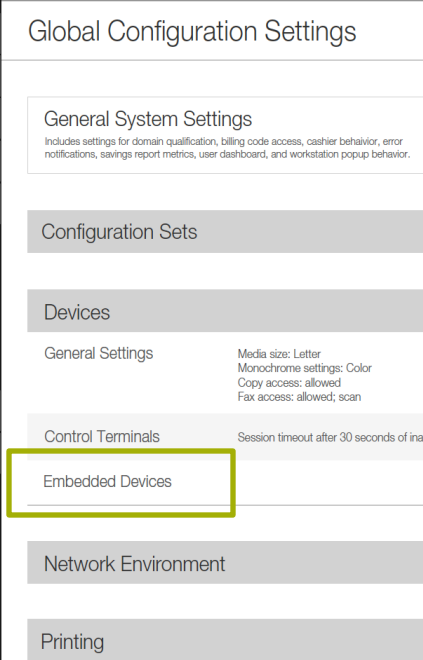 Global Configuration Settings
General System Settings
Includes settings for domain qualification, billing code access, cashier behaivior, error
notifications, savings report metrics, user dashboard, and workstation popup behavior.
Configuration Sets
Devices
General Settings
Media size: Letter
Monochrome settings: Color
Copy access: allowed
Fax access: allowed; scan
Control Terminals
Session timeout after 30 seconds of ina
Embedded Devices
Network Environment
Printing